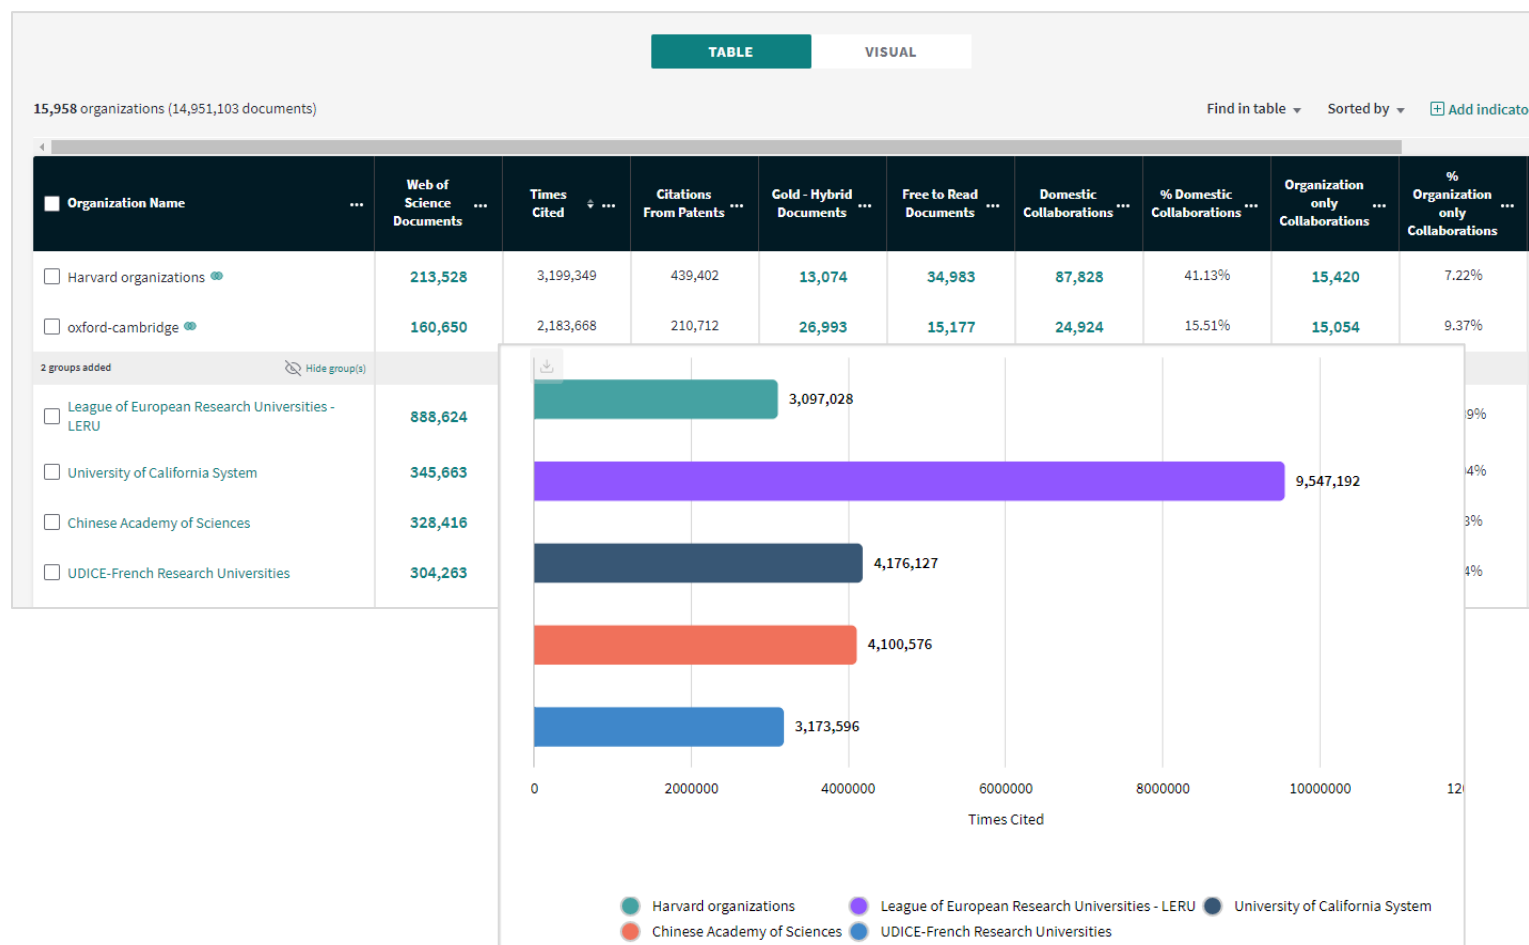 TABLE VISUAL
15,958 organizations (14,951,103 documents) Find in table Sorted by Add indicato
Organization Name ... Web of Science Documents ... Times Cited ... Citations From Patents ... Gold - Hybrid Documents ... Free to Read Documents ... Domestic Collaborations ... % Domestic Collaborations ... Organization only Collaborations ... % Organization only Collaborations ...
Harvard organizations 213,528 3,199,349 439,402 13,074 34,983 87,828 41.13% 15,420 7.22%
oxford-cambridge 160,650 2,183,668 210,712 26,993 15,177 24,924 15.51% 15,054 9.37%
2 groups added Hide group(s)
League of European Research Universities -
LERU 888,624 9%
University of California System 345,663 4%
Chinese Academy of Sciences 328,416 3%
UDICE-French Research Universities 304,263 4%
3,097,028
9,547,192
4,176,127
4,100,576
3,173,596
0 2000000 4000000 6000000 8000000 10000000 12
Times Cited
Harvard organizations League of European Research Universities - LERU University of California System
Chinese Academy of Sciences UDICE-French Research Universities